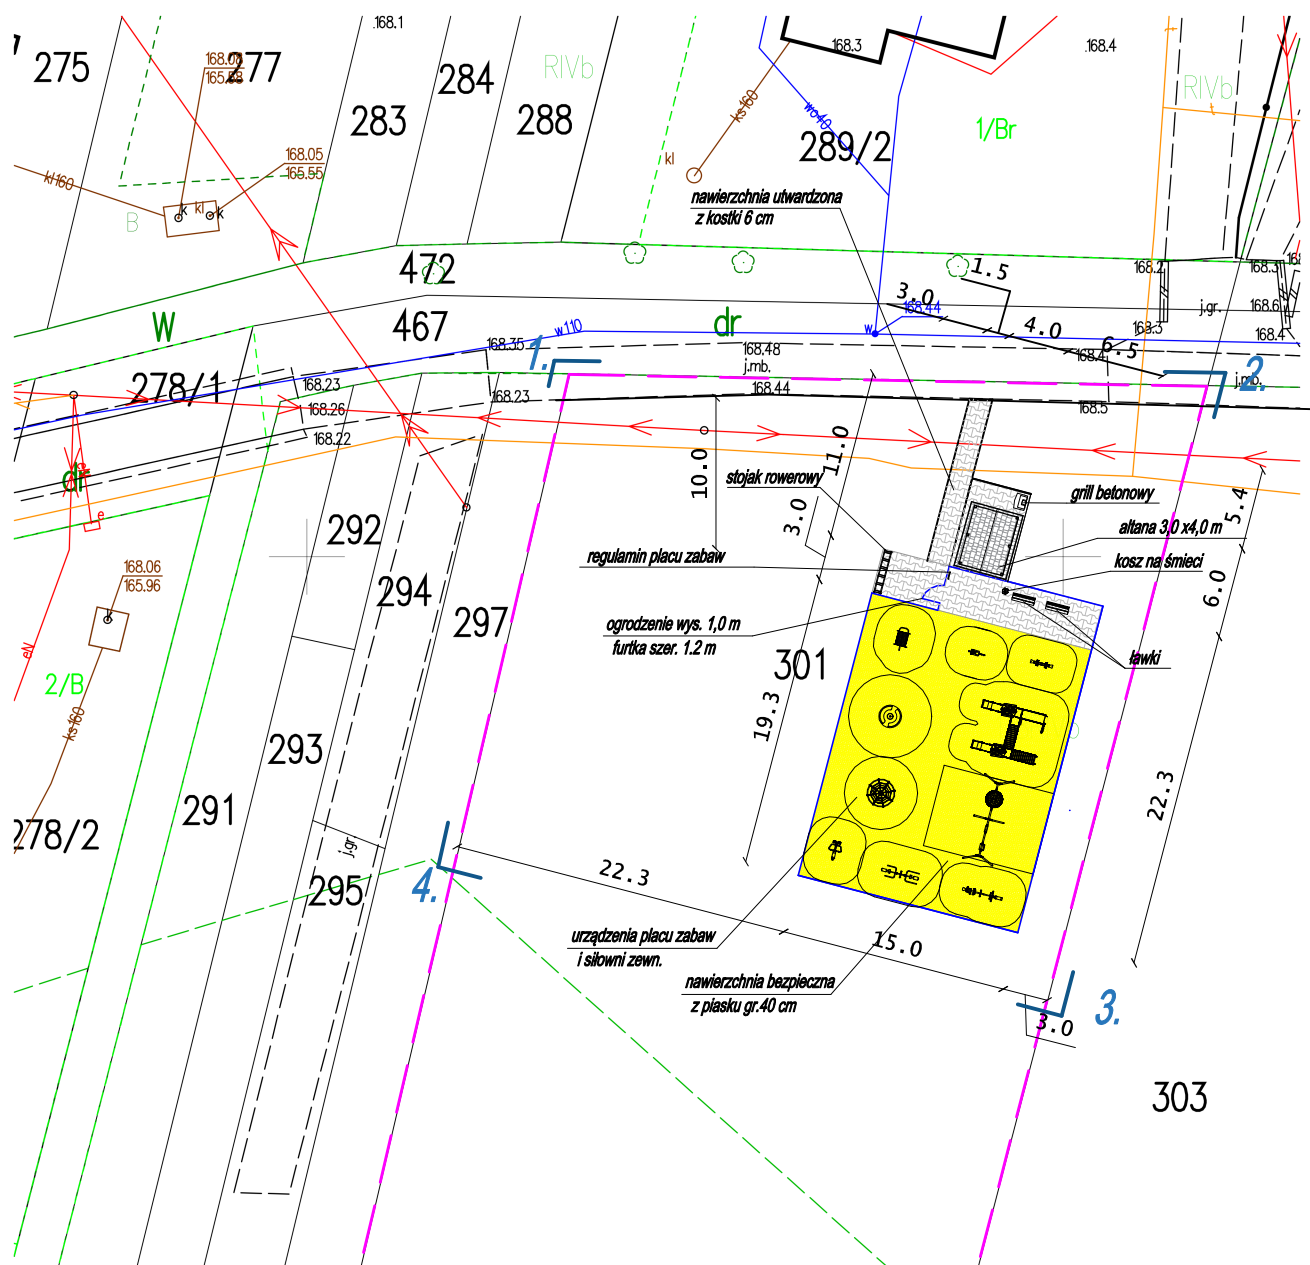 168.1
275
168.08
165.58
277
284
283
288
RIVb
168.3
168.4
RIVb
t
t
ks160
wo40
289/2
1/Br
kl
168.05
165.55
kl160
k
kl
k
B
nawierzchnia utwardzona
z kostki 6 cm
472
467
W
dr
w110
w
168.44
1.5
3.0
4.0
6.5
168.2
168.3
168.6
168.4
j.gr.
168.3
168.35
168.48
j.mb.
168.44
168.4
j.mb.
168.5
1.
2.
278/1
168.23
168.26
168.22
168.23
dr
e
10.0
11.0
3.0
stojak rowerowy
grill betonowy
altana 3,0 x4,0 m
kosz na śmieci
regulamin placu zabaw
5.4
6.0
292
294
297
168.06
165.96
k
eN
2/B
ks160
ogrodzenie wys. 1,0 m
furtka szer. 1.2 m
301
ławki
19.3
22.3
293
291
278/2
j.gr.
295
4.
22.3
15.0
3.0
3.
urządzenia placu zabaw
i siłowni zewn.
nawierzchnia bezpieczna
z piasku gr.40 cm
303